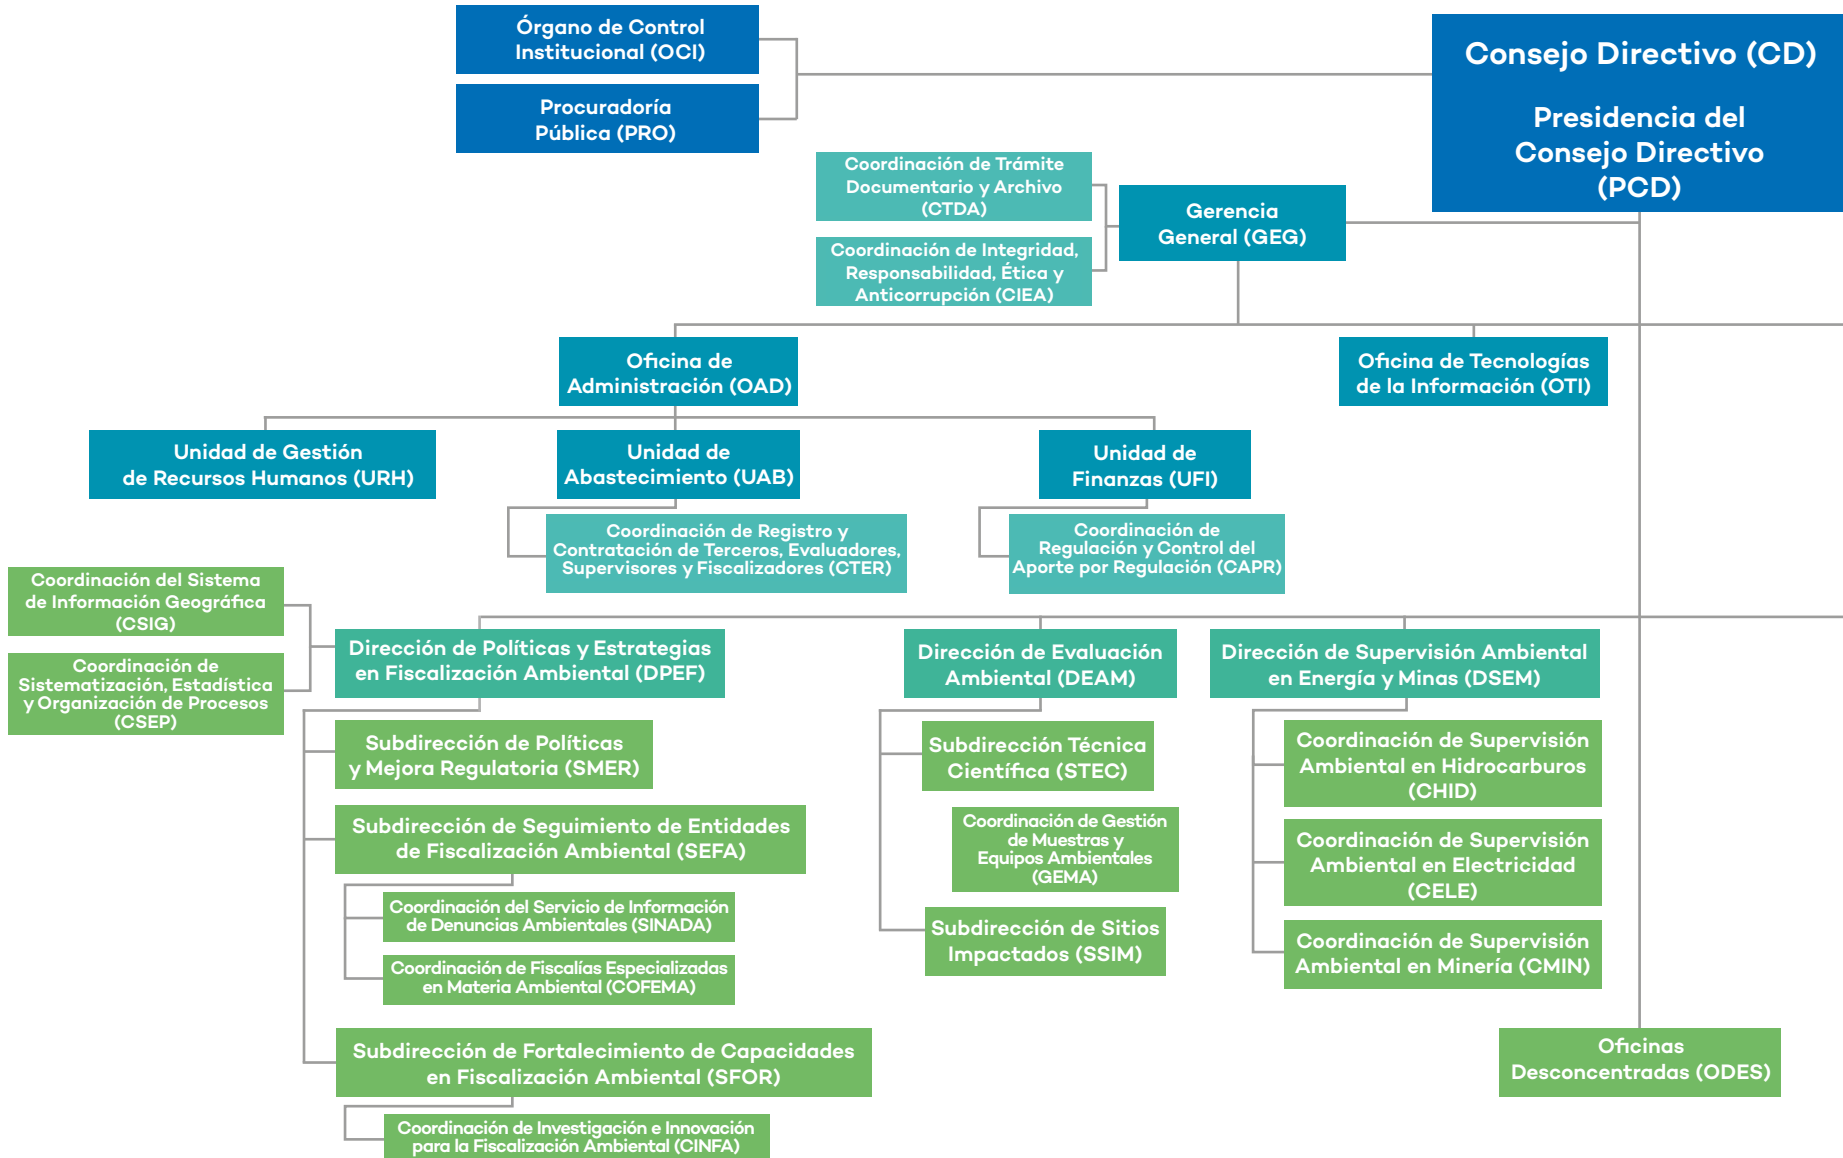 Órgano de Control
Institucional (OCI)
Procuradoría
Pública (PRO)
Consejo Directivo (CD)
Presidencia del
Consejo Directivo
(PCD)
Coordinación de Trámite
Documentario y Archivo
(CTDA)
Coordinación de Integridad,
Responsabilidad, Ética y
Anticorrupción (CIEA)
Gerencia
General (GEG)
Oficina de
Administración (OAD)
Oficina de Tecnologías
de la Información (OTI)
Unidad de Gestión
de Recursos Humanos (URH)
Unidad de
Abastecimiento (UAB)
Unidad de
Finanzas (UFI)
Coordinación de Registro y
Contratación de Terceros, Evaluadores,
Supervisores y Fiscalizadores (CTER)
Coordinación de
Regulación y Control del
Aporte por Regulación (CAPR)
Coordinación del Sistema
de Información Geográfica
(CSIG)
Coordinación de
Sistematización, Estadística
y Organización de Procesos
(CSEP)
Dirección de Políticas y Estrategias
en Fiscalización Ambiental (DPEF)
Subdirección de Políticas
y Mejora Regulatoria (SMER)
Subdirección de Seguimiento de Entidades
de Fiscalización Ambiental (SEFA)
Coordinación del Servicio de Información
de Denuncias Ambientales (SINADA)
Coordinación de Fiscalías Especializadas
en Materia Ambiental (COFEMA)
Subdirección de Fortalecimiento de Capacidades
en Fiscalización Ambiental (SFOR)
Coordinación de Investigación e Innovación
para la Fiscalización Ambiental (CINFA)
Dirección de Evaluación
Ambiental (DEAM)
Subdirección Técnica
Científica (STEC)
Coordinación de Gestión
de Muestras y
Equipos Ambientales
(GEMA)
Subdirección de Sitios
Impactados (SSIM)
Dirección de Supervisión Ambiental
en Energía y Minas (DSEM)
Coordinación de Supervisión
Ambiental en Hidrocarburos
(CHID)
Coordinación de Supervisión
Ambiental en Electricidad
(CELE)
Coordinación de Supervisión
Ambiental en Minería (CMIN)
Oficinas
Desconcentradas (ODES)